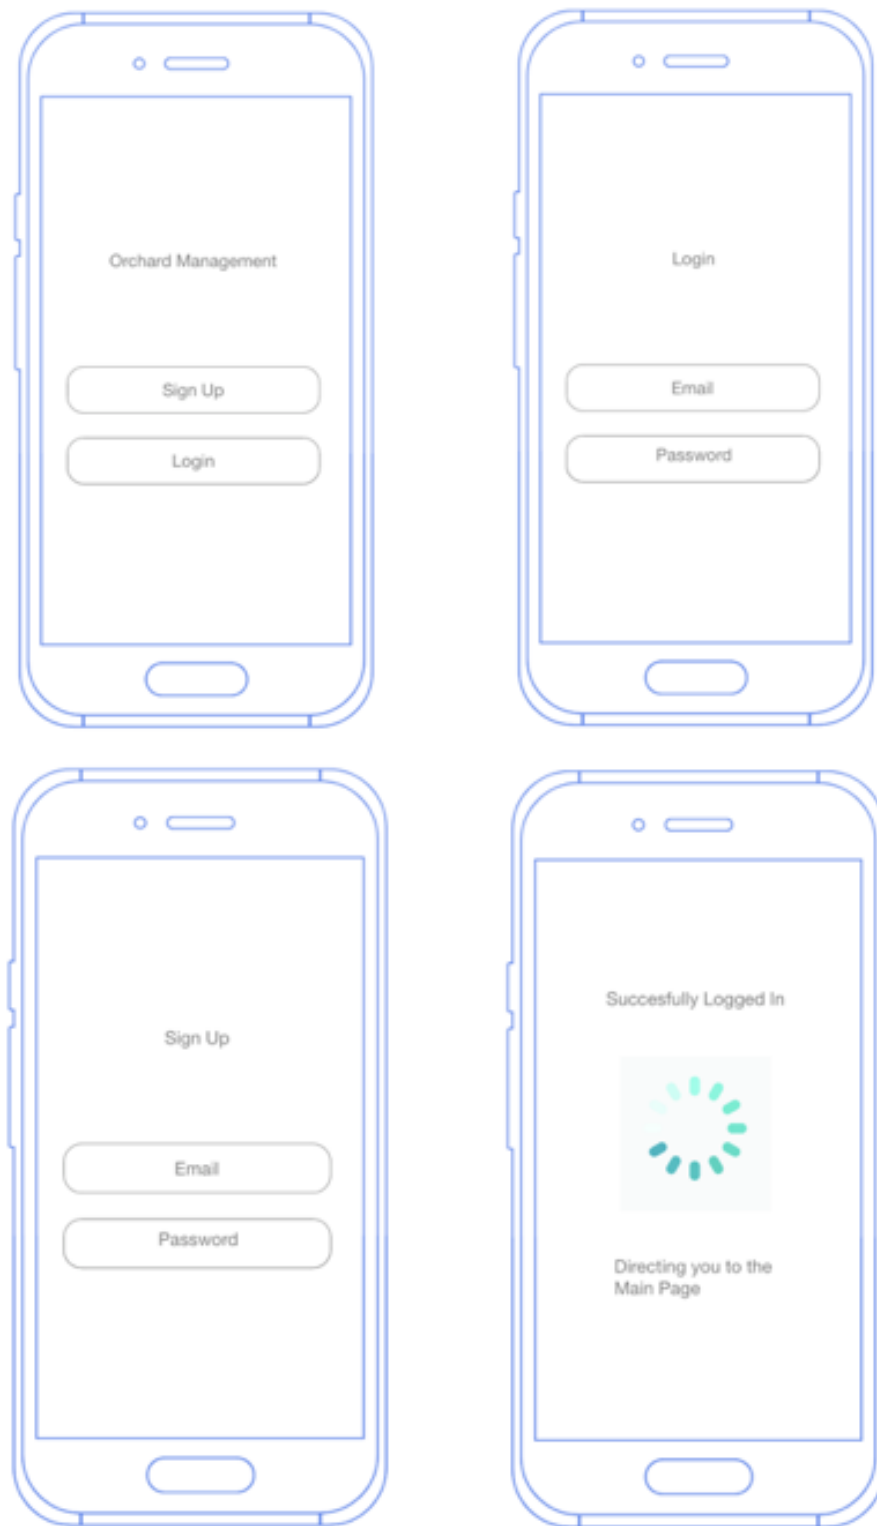 Orchard Management
Sign Up
Login
Login
Email
Password
Sign Up
Email
Password
Succesfully Logged In
Directing you to the
Main Page